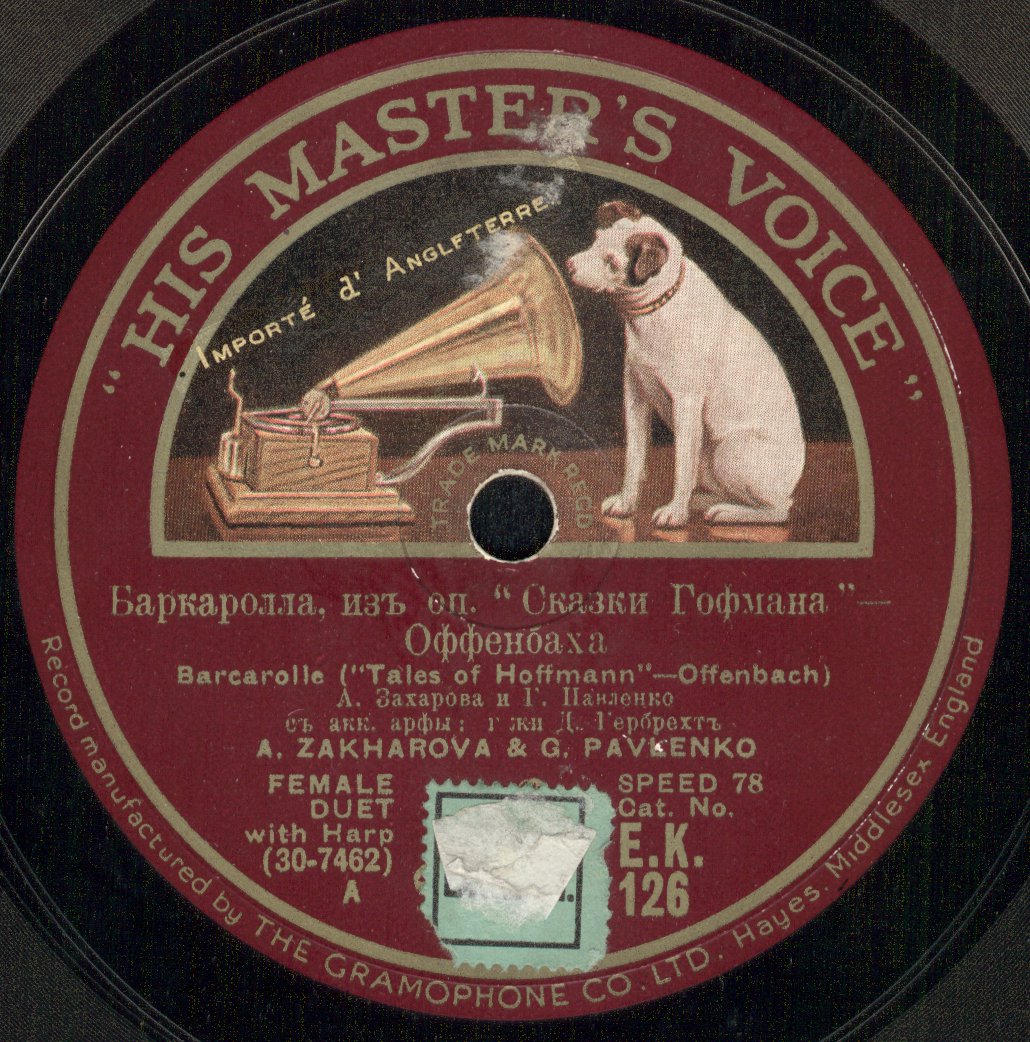 "HIS MASTER'S VOICE"
IMPORTÉ d' ANGLETERRE
TRADE MARK REGD
Баркаролла, изъ оп. "Сказки Гофмана"—
Оффенбаха
Barcarolle ("Tales of Hoffmann"—Offenbach)
А. Захарова и Г. Павленко
съ акк. арфы; г жи Д. Гербрехтъ
A. ZAKHAROVA & G. PAVLENKO
FEMALE
DUET
with Harp
(30-7462)
A
SPEED 78
Cat. No.
E.K.
126
Record manufactured by THE GRAMOPHONE CO. LTD. Hayes, Middlesex England